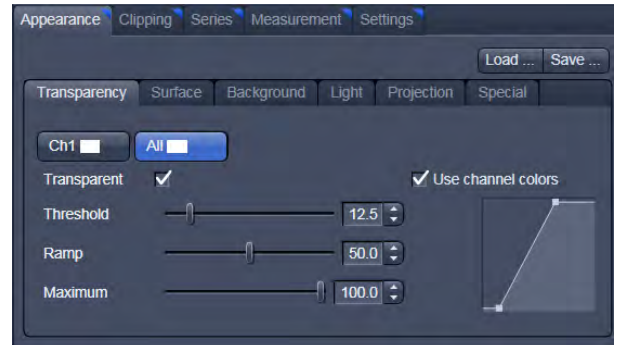 Appearance Clipping Series Measurement Settings
Load ... Save ...
Transparency Surface Background Light Projection Special
Ch1 All
Transparent Use channel colors
Threshold 12.5
Ramp 50.0
Maximum 100.0